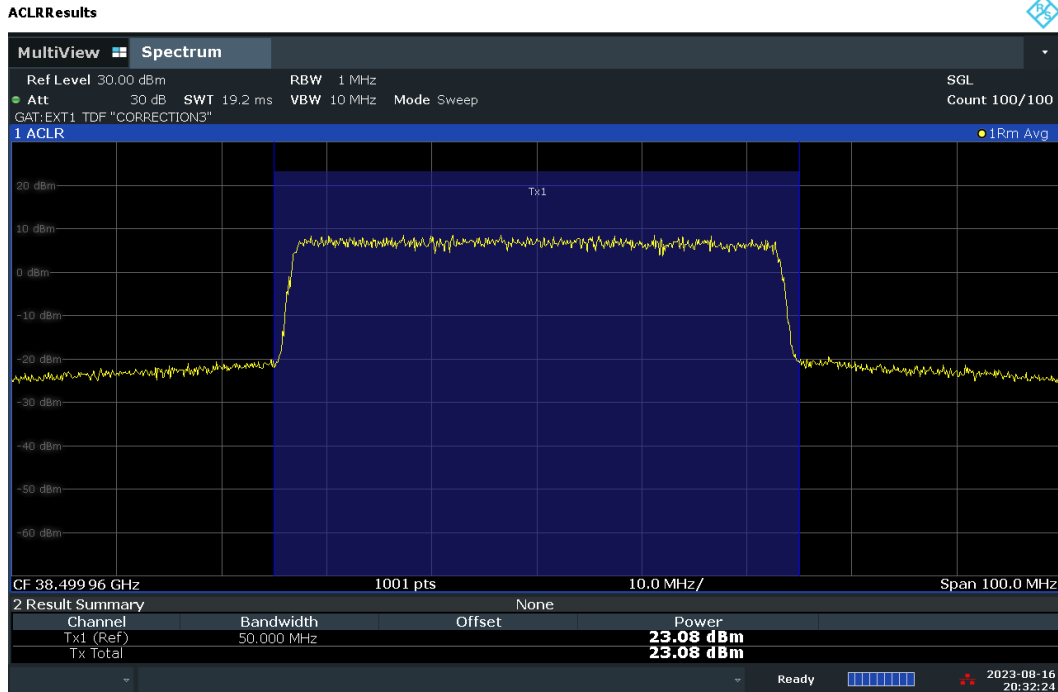 ACLRResults
R&S
MultiView Spectrum
Ref Level 30.00 dBm RBW 1 MHz SGL
Att 30 dB SWT 19.2 ms VBW 10 MHz Mode Sweep Count 100/100
GAT:EXT1 TDF "CORRECTION3"
1 ACLR 1Rm Avg
Tx1
20 dBm
10 dBm
0 dBm
-10 dBm
-20 dBm
-30 dBm
-40 dBm
-50 dBm
-60 dBm
CF 38.49996 GHz 1001 pts 10.0 MHz/ Span 100.0 MHz
2 Result Summary None
Channel Bandwidth Offset Power
Tx1 (Ref) 50.000 MHz 23.08 dBm
Tx Total 23.08 dBm
Ready 2023-08-16
20:32:24